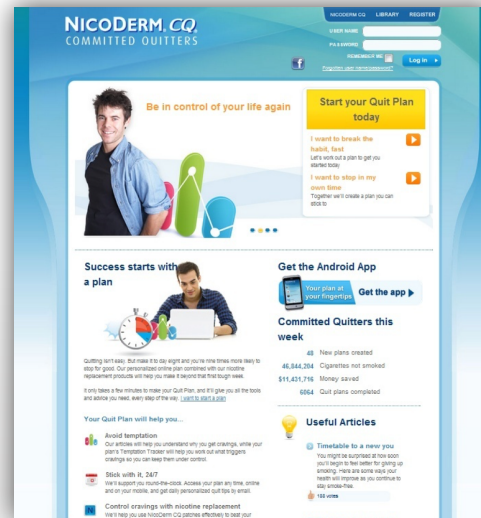 NICODERM CQ
LIBRARY
REGISTER
NICODERM. CQ.
COMMITTED QUITTERS
USER NAME
PASSWORD
REMEMBER ME
Forgotten user name/password?
Log in
f
Be in control of your life again
Start your Quit Plan
today
I want to break the
habit, fast
Let's work out a plan to get you
started today
I want to stop in my
own time
Together we'll create a plan you can
stick to
Success starts with
a plan
Quitting isn't easy. But make it to day eight and you're nine times more likely to
stop for good. Our personalized online plan combined with our nicotine
replacement products will help you make it beyond that first tough week.
It only takes a few minutes to make your Quit Plan, and it'll give you all the tools
and advice you need, every step of the way. I want to start a plan
Your Quit Plan will help you...
Avoid temptation
Our articles will help you understand why you get cravings, while your
plan's Temptation Tracker will help you work out what triggers
cravings so you can keep them under control.
Stick with it, 24/7
We'll support you round-the-clock. Access your plan any time, online
and on your mobile, and get daily personalized quit tips by email.
N
Control cravings with nicotine replacement
We'll help you use NicoDerm CQ patches effectively to beat your
Get the Android App
Your plan at
your fingertips
Get the app
Committed Quitters this
week
48 New plans created
46,844,204 Cigarettes not smoked
$11,431,716 Money saved
6064 Quit plans completed
Useful Articles
Timetable to a new you
You might be surprised at how soon
you'll begin to feel better for giving up
smoking. Here are some ways your
health will improve as you continue to
stay smoke-free.
188 votes